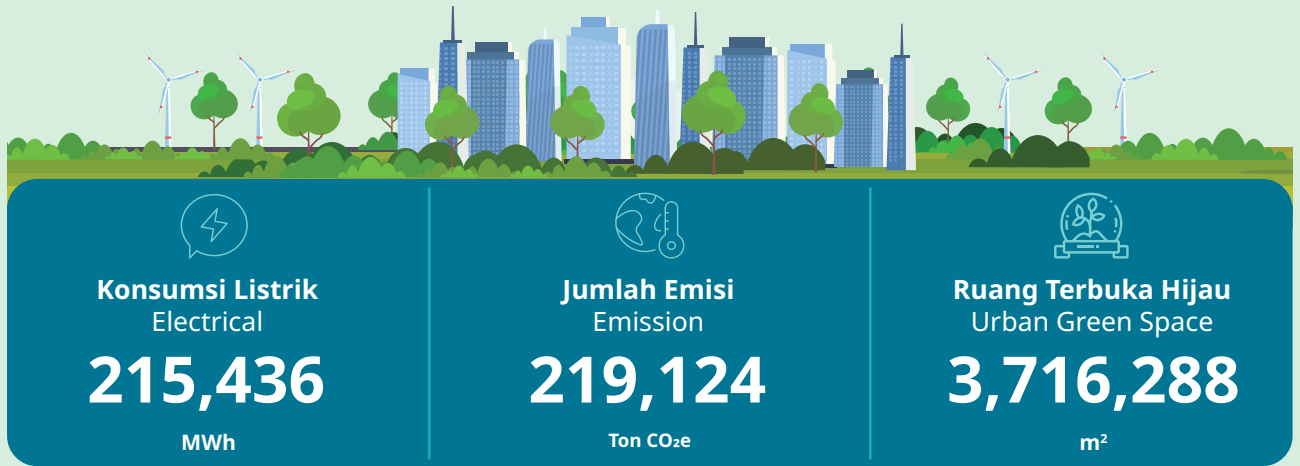 Konsumsi Listrik
Electrical
215,436
MWh
Jumlah Emisi
Emission
219,124
Ton CO₂e
Ruang Terbuka Hijau
Urban Green Space
3,716,288
m²